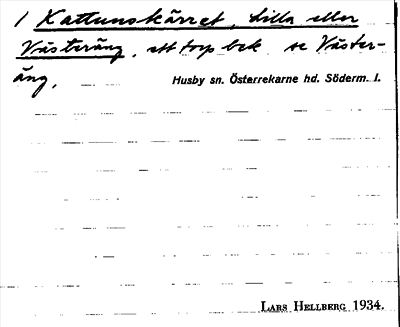 1 Kattunskärret, Lilla eller
Västeräng, ett torp bek. se Väster-
äng.
Husby sn. Österrekarne hd. Söderm. l.
LARS HELLBERG 1934.